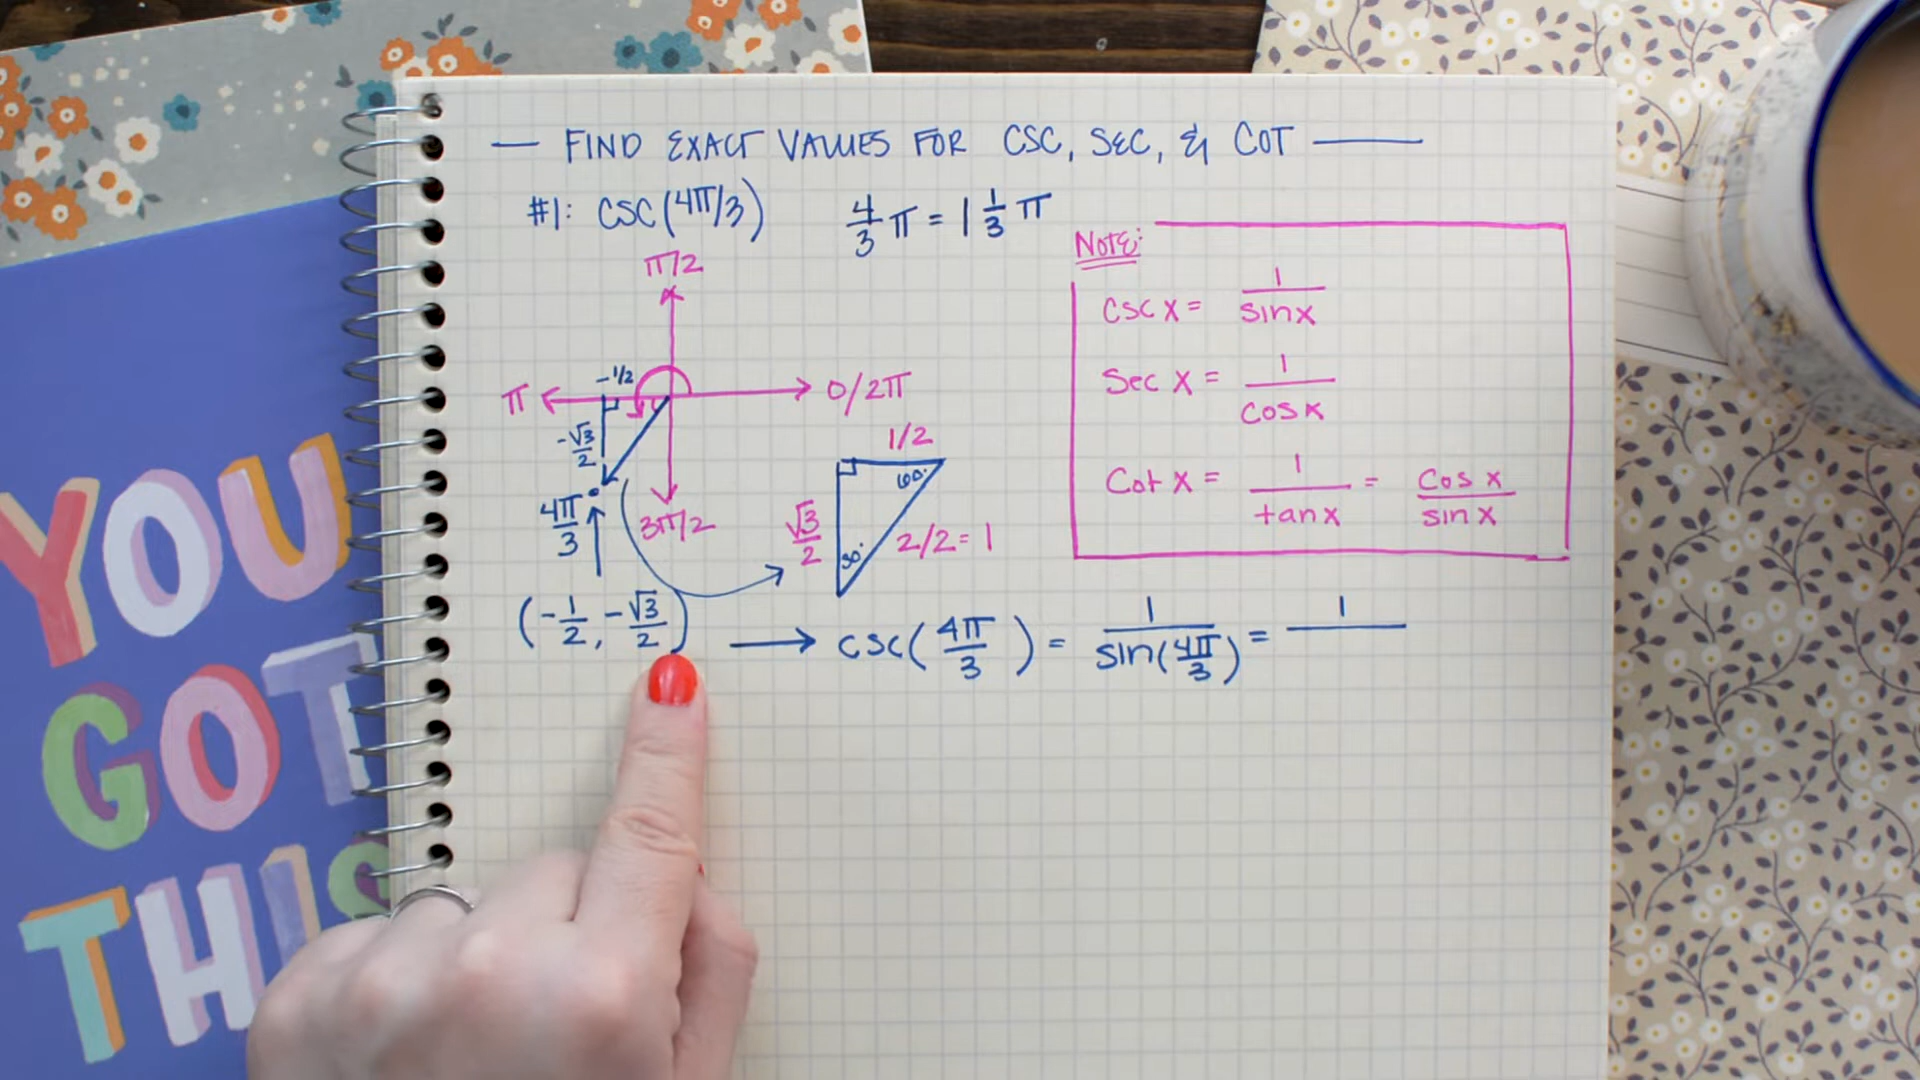 — FIND EXACT VALUES FOR CSC, SEC, & COT —
#1: CSC(4π/3) 4/3 π = 1 1/3 π
π/2
π
-1/2
0/2π
-√3/2
4π/3
3π/2
(-1/2, -√3/2)
1/2
60°
√3/2
30°
2/2 = 1
NOTE:
CSC X = 1/sin x
Sec X = 1/cos x
Cot X = 1/tan x = Cos x/sin x
→ csc(4π/3) = 1/sin(4π/3) = 1/
YOU
GOT
THIS